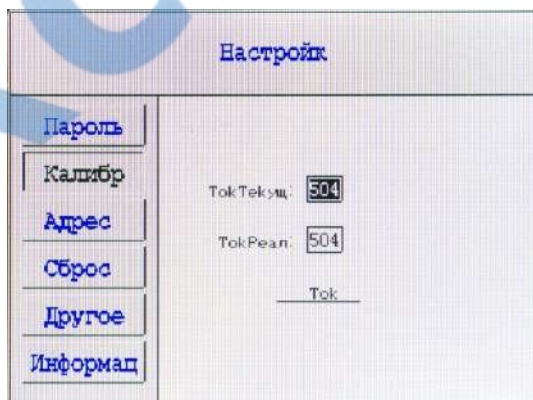 Настройк
Пароль
Калибр
Адрес
Сброс
Другое
Информац
ТокТекущ: 504
ТокРеал: 504
Ток